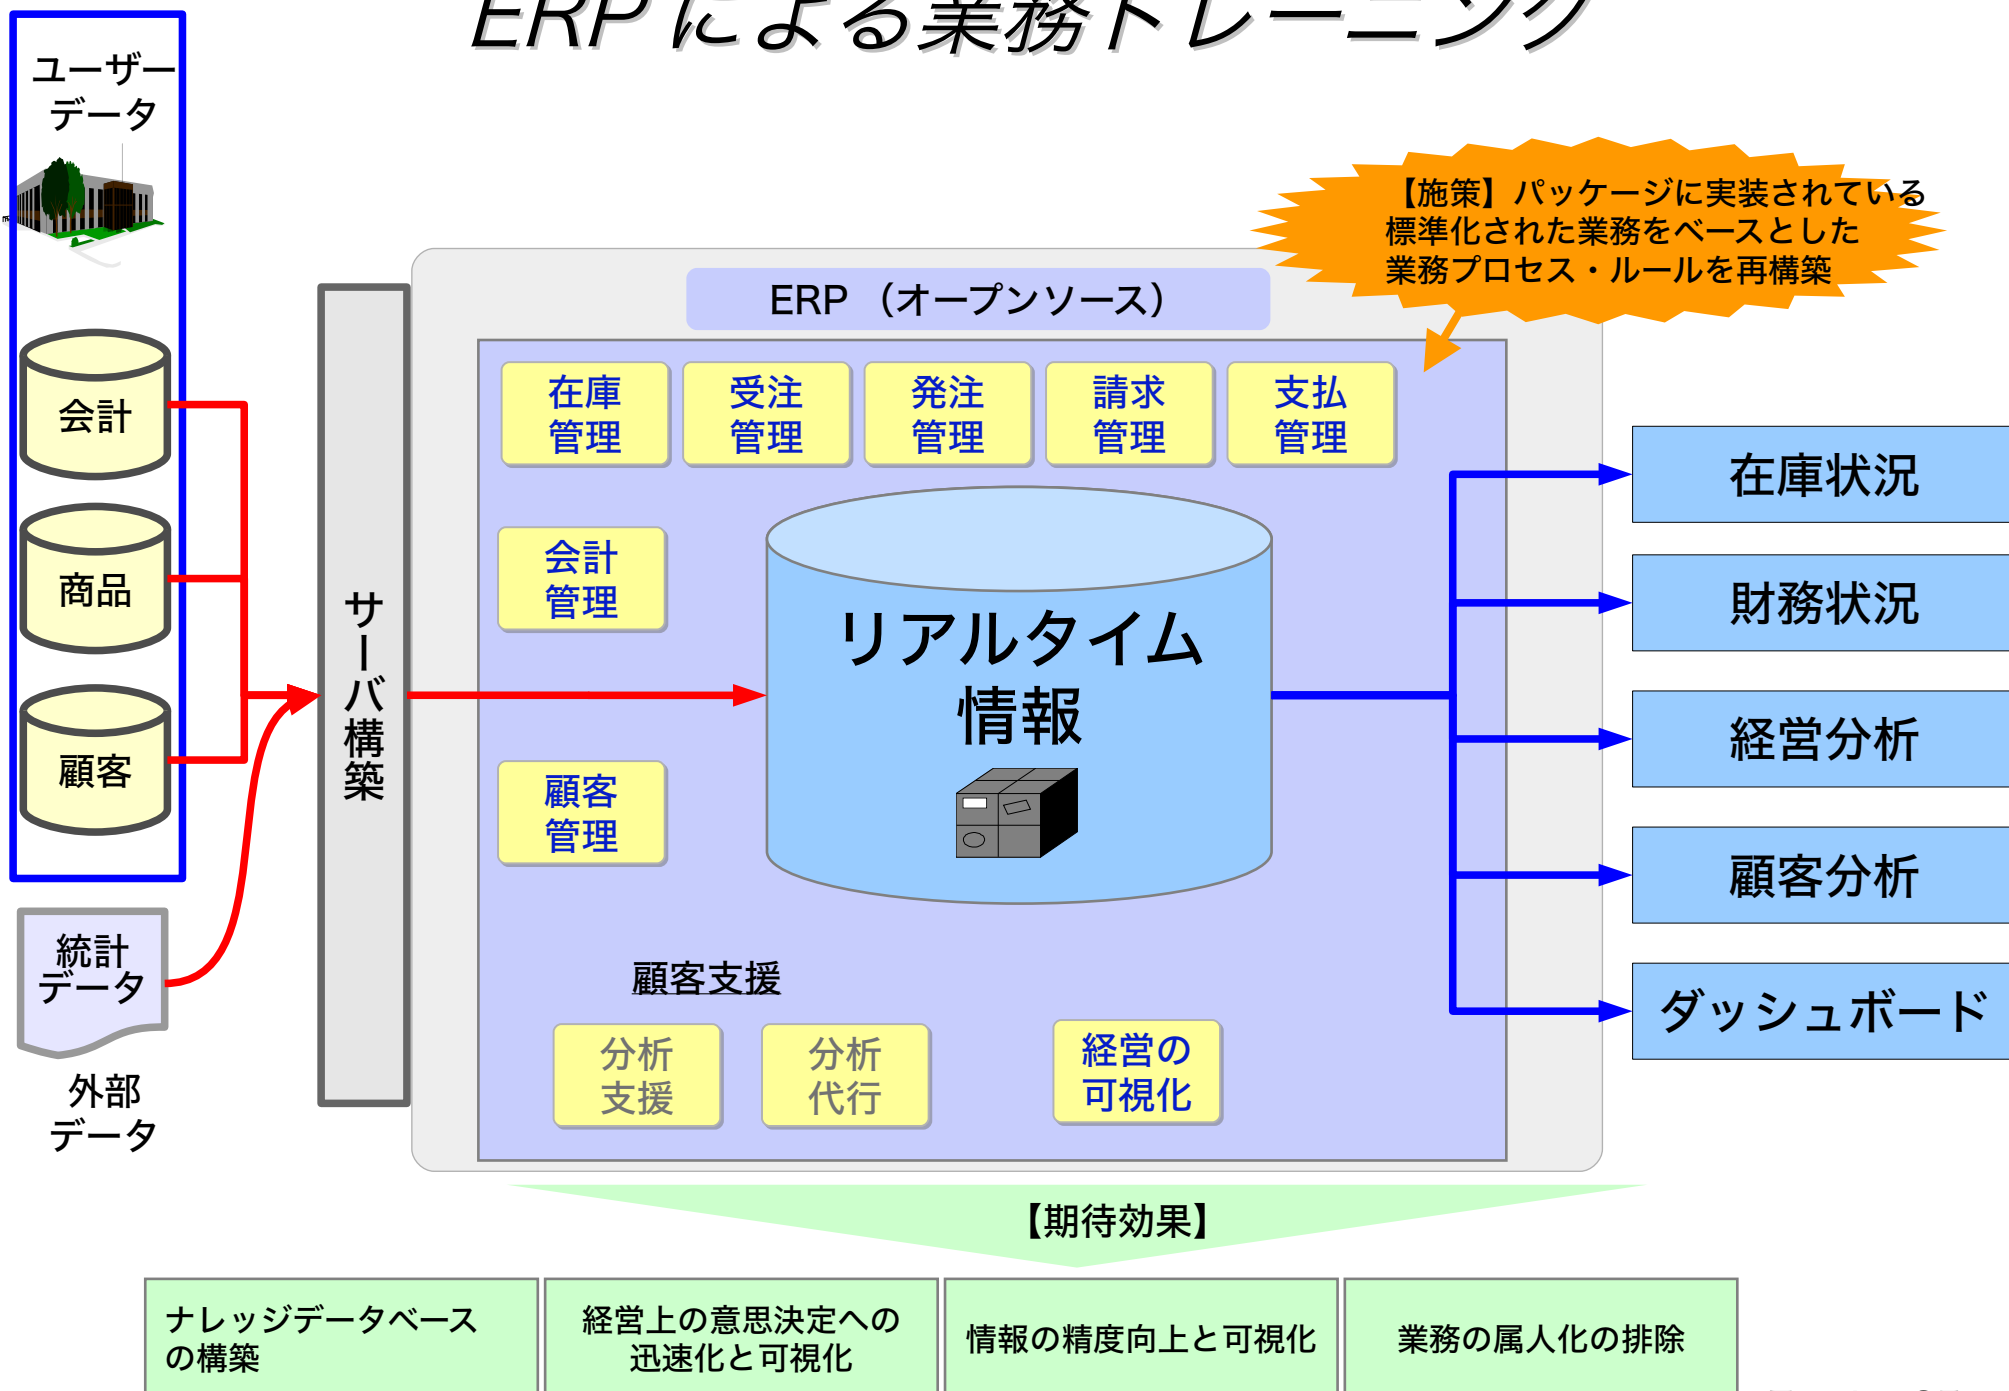 ERP による業務トレーニング
ユーザー
データ
【施策】パッケージに実装されている
標準化された業務をベースとした
業務プロセス・ルールを再構築
ERP （オープンソース）
会計
商品
顧客
統計
データ
外部
データ
サーバ構築
在庫
管理
受注
管理
発注
管理
請求
管理
支払
管理
会計
管理
顧客
管理
リアルタイム
情報
顧客支援
分析
支援
分析
代行
経営の
可視化
在庫状況
財務状況
経営分析
顧客分析
ダッシュボード
【期待効果】
ナレッジデータベース
の構築
経営上の意思決定への
迅速化と可視化
情報の精度向上と可視化
業務の属人化の排除